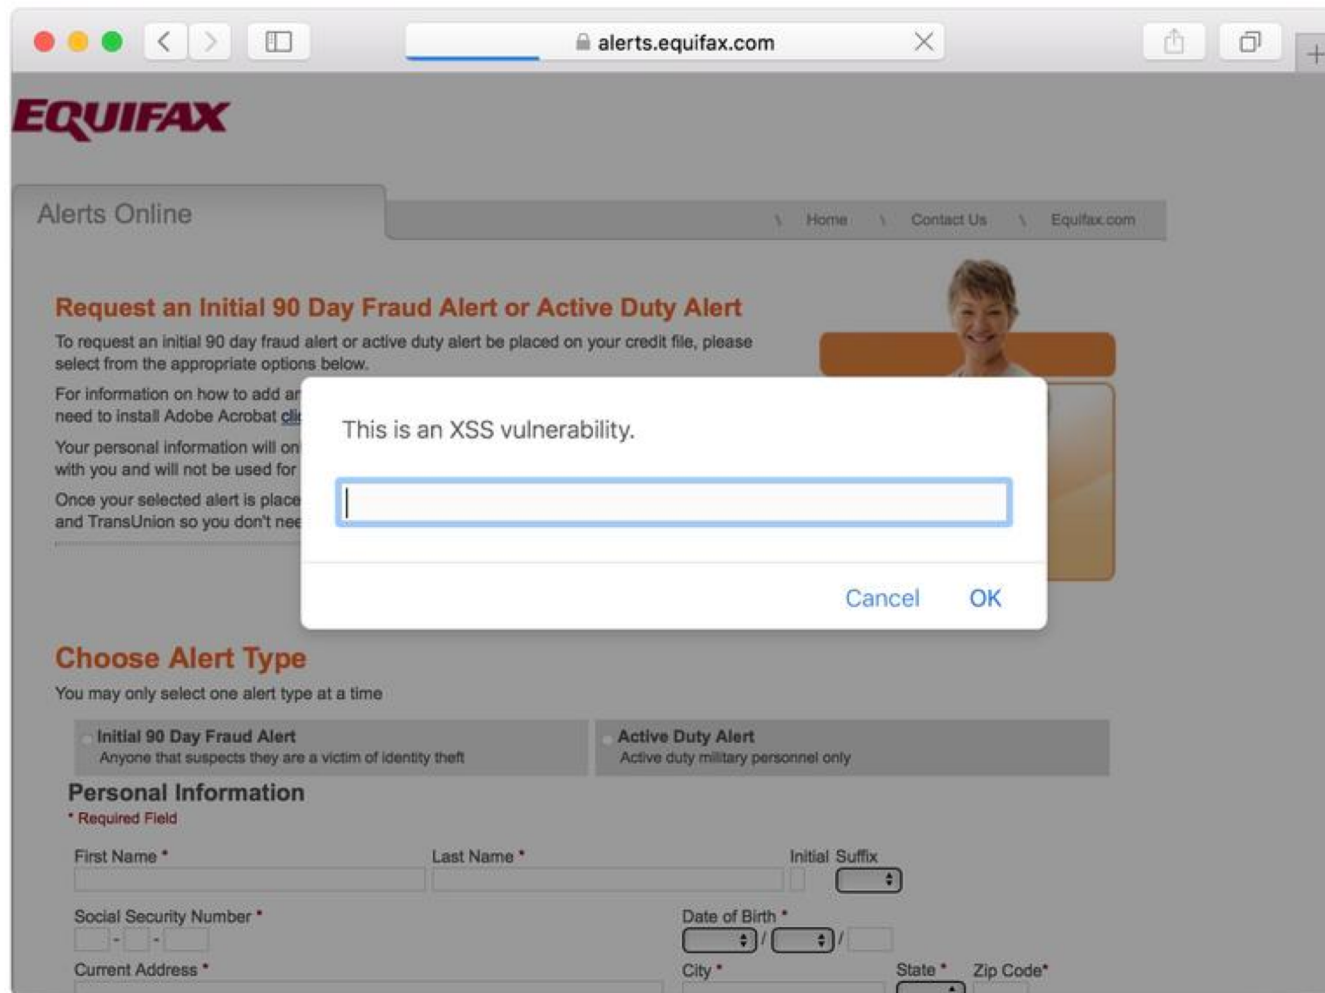 alerts.equifax.com
EQUIFAX
Alerts Online
\ Home \ Contact Us \ Equifax.com
Request an Initial 90 Day Fraud Alert or Active Duty Alert
To request an initial 90 day fraud alert or active duty alert be placed on your credit file, please
select from the appropriate options below.
For information on how to add an
need to install Adobe Acrobat
Your personal information will on
with you and will not be used for
Once your selected alert is place
and TransUnion so you don't nee
This is an XSS vulnerability.
Cancel OK
Choose Alert Type
You may only select one alert type at a time
Initial 90 Day Fraud Alert
Anyone that suspects they are a victim of identity theft
Active Duty Alert
Active duty military personnel only
Personal Information
* Required Field
First Name * Last Name * Initial Suffix
Social Security Number * Date of Birth *
- - / /
Current Address * City * State * Zip Code*